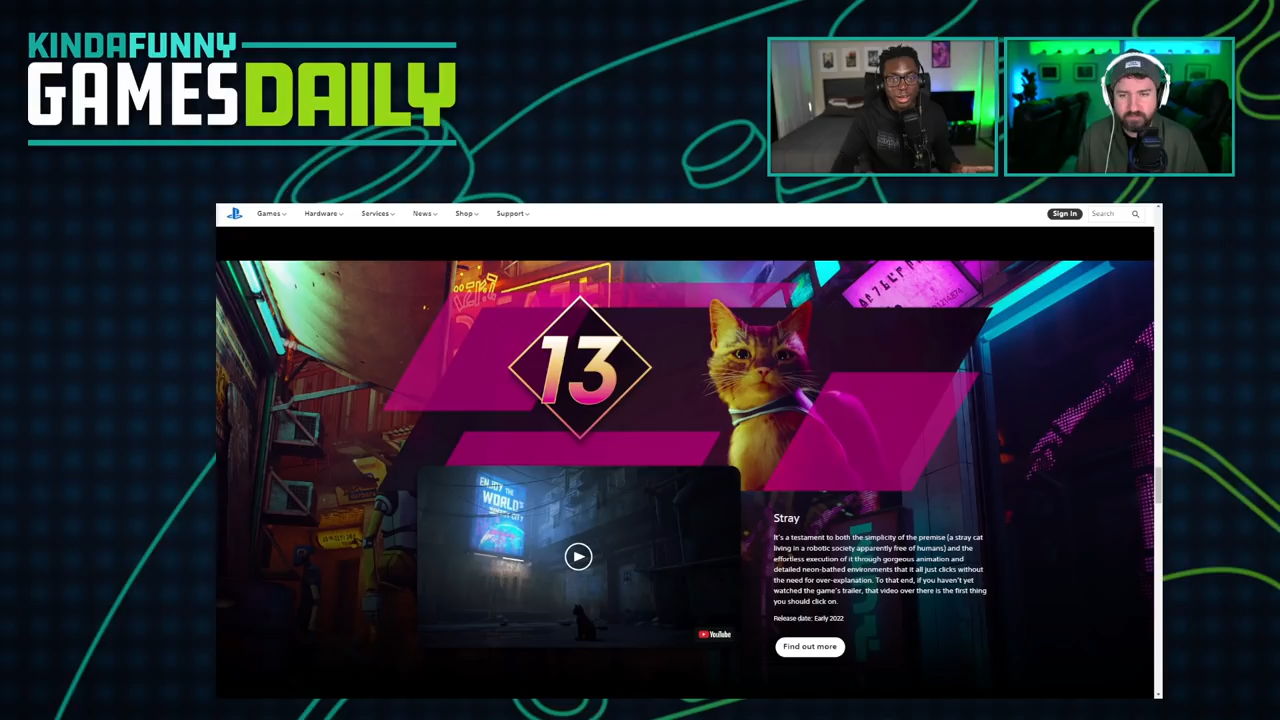 KINDAFUNNY
GAMESDAILY
Games
Hardware
Services
News
Shop
Support
Sign In
Search
13
ENJOY THE
WORLD'S
YouTube
Stray
It's a testament to both the simplicity of the premise (a stray cat
living in a robotic society apparently free of humans) and the
effortless execution of it through gorgeous animation and
detailed neon-bathed environments that it all just clicks without
the need for over-explanation. To that end, if you haven't yet
watched the game's trailer, that video over there is the first thing
you should click on.
Release date: Early 2022
Find out more